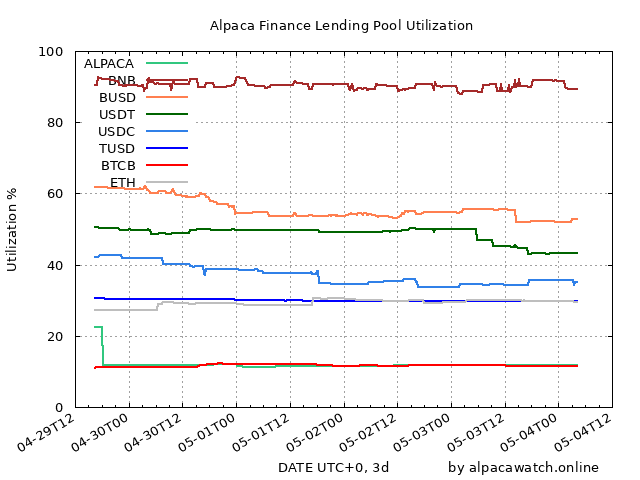 Alpaca Finance Lending Pool Utilization
100
80
60
40
20
0
Utilization %
ALPACA
BNB
BUSD
USDT
USDC
TUSD
BTCB
ETH
04-29T12
04-30T00
04-30T12
05-01T00
05-01T12
05-02T00
05-02T12
05-03T00
05-03T12
05-04T00
05-04T12
DATE UTC+0, 3d
by alpacawatch.online